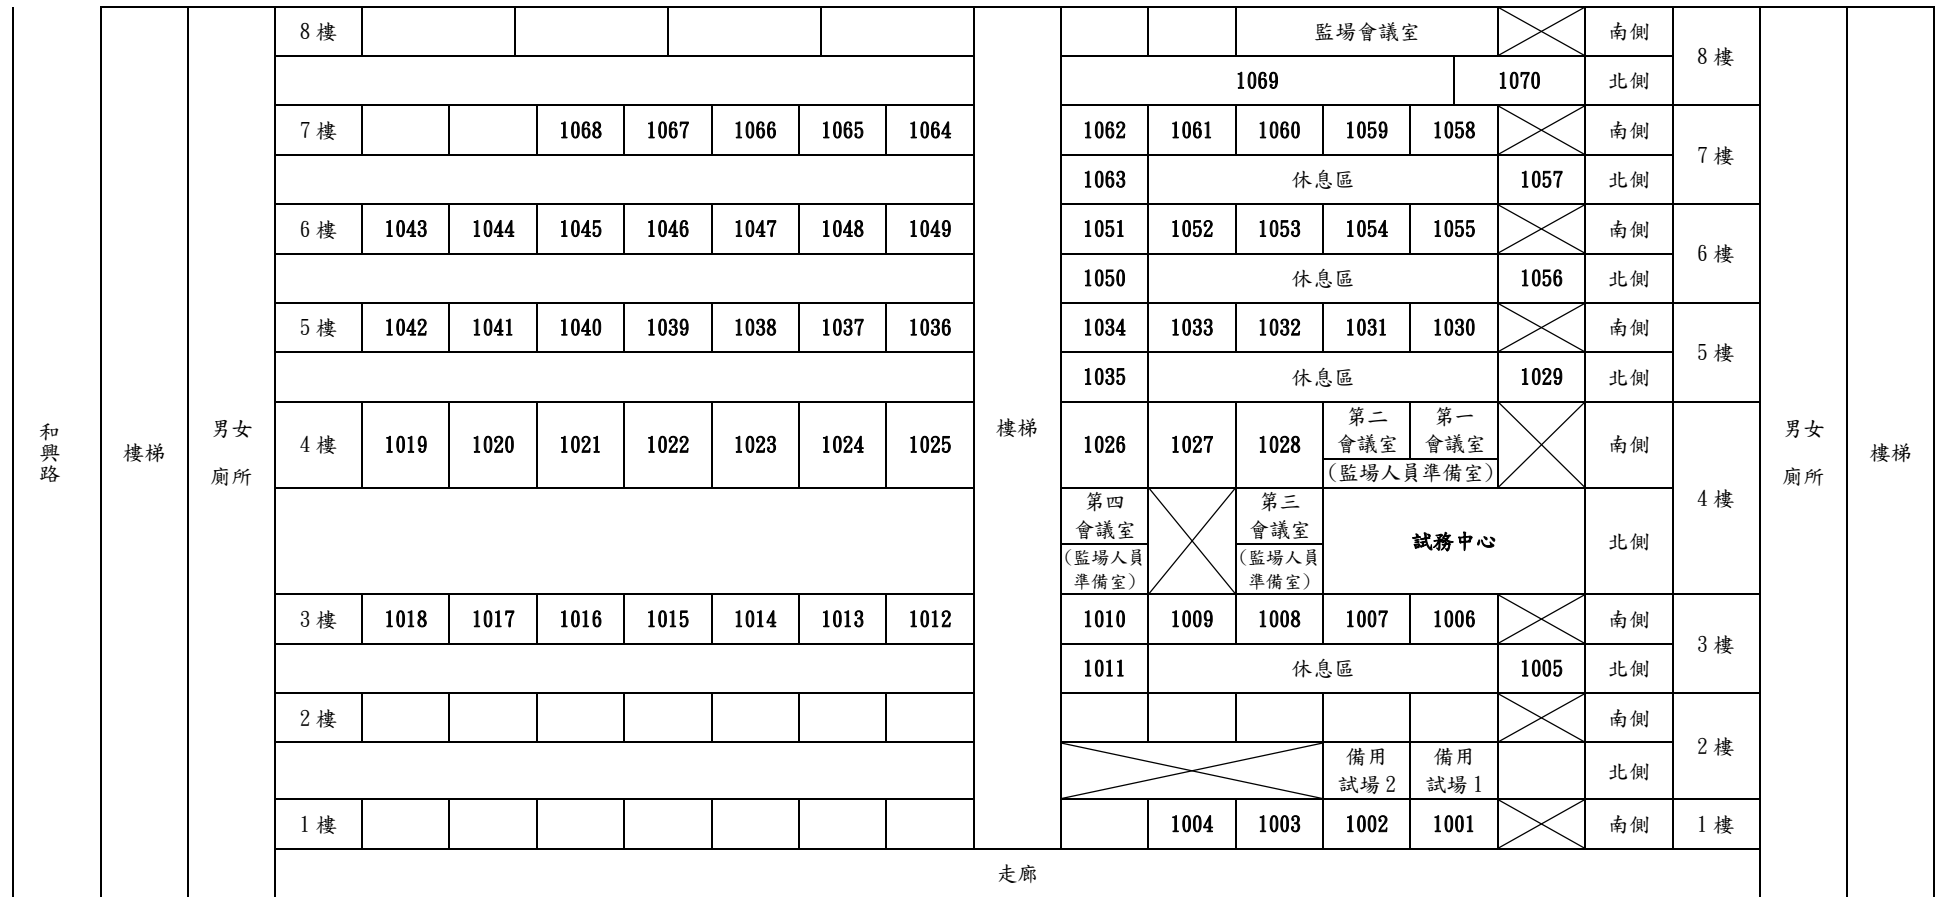 8樓 監場會議室 南側
8樓
1069 1070 北側
7樓 1068 1067 1066 1065 1064 1062 1061 1060 1059 1058 南側
7樓
1063 休息區 1057 北側
6樓 1043 1044 1045 1046 1047 1048 1049 1051 1052 1053 1054 1055 南側
6樓
1050 休息區 1056 北側
5樓 1042 1041 1040 1039 1038 1037 1036 1034 1033 1032 1031 1030 南側
5樓
1035 休息區 1029 北側
和興路 樓梯 男女廁所 樓梯 男女廁所 樓梯
第二 第一
4樓 1019 1020 1021 1022 1023 1024 1025 1026 1027 1028 會議室 會議室 南側
(監場人員準備室)
4樓
第四 第三
會議室 會議室 試務中心 北側
(監場人員 (監場人員
準備室) 準備室)
3樓 1018 1017 1016 1015 1014 1013 1012 1010 1009 1008 1007 1006 南側
3樓
1011 休息區 1005 北側
2樓 南側
2樓
備用 備用
試場2 試場1 北側
1樓 1004 1003 1002 1001 南側 1樓
走廊